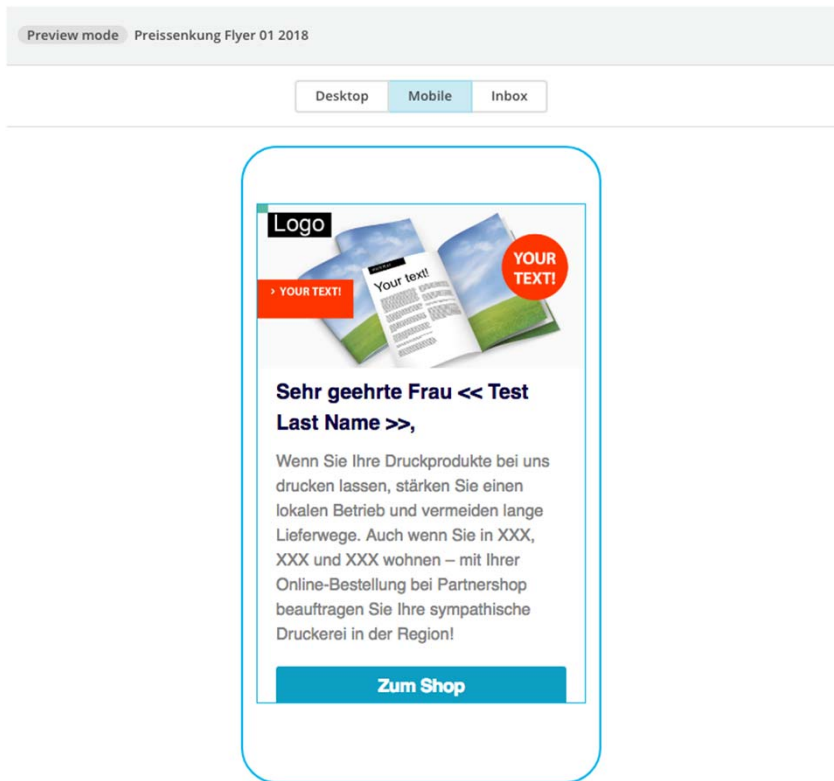 Preview mode Preissenkung Flyer 01 2018
Desktop Mobile Inbox
Logo
YOUR
TEXT!
Your text!
› YOUR TEXT!
Sehr geehrte Frau << Test
Last Name >>,
Wenn Sie Ihre Druckprodukte bei uns
drucken lassen, stärken Sie einen
lokalen Betrieb und vermeiden lange
Lieferwege. Auch wenn Sie in XXX,
XXX und XXX wohnen – mit Ihrer
Online-Bestellung bei Partnershop
beauftragen Sie Ihre sympathische
Druckerei in der Region!
Zum Shop